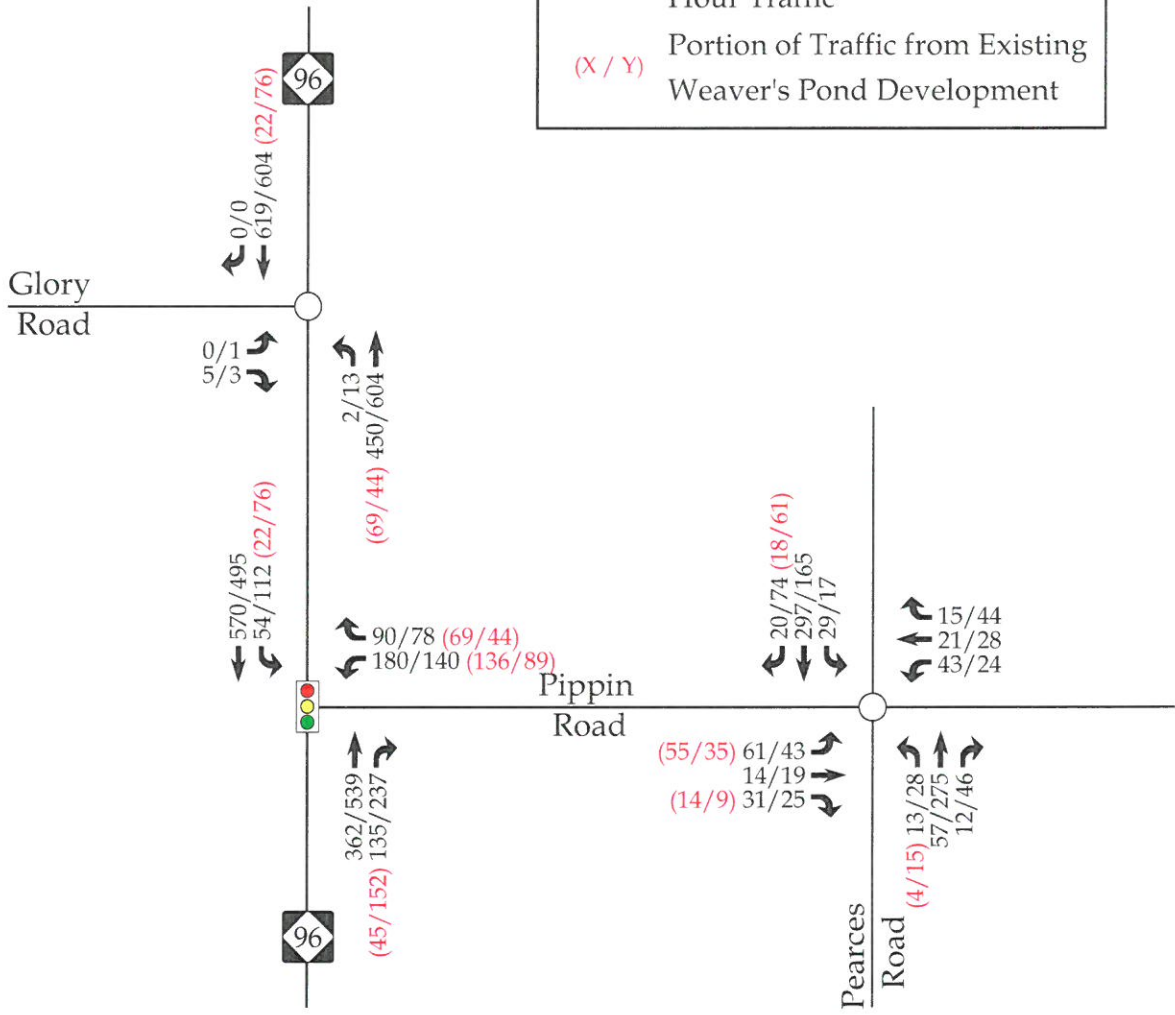 Hour Traffic
(X / Y) Portion of Traffic from Existing
Weaver's Pond Development
96
0/0
619/604 (22/76)
Glory
Road
0/1
5/3
2/13
(69/44) 450/604
570/495
54/112 (22/76)
90/78 (69/44)
180/140 (136/89)
Pippin
Road
20/74 (18/61)
297/165
29/17
15/44
21/28
43/24
(55/35) 61/43
14/19
(14/9) 31/25
(4/15) 13/28
57/275
12/46
362/539
(45/152) 135/237
Pearces
Road
96